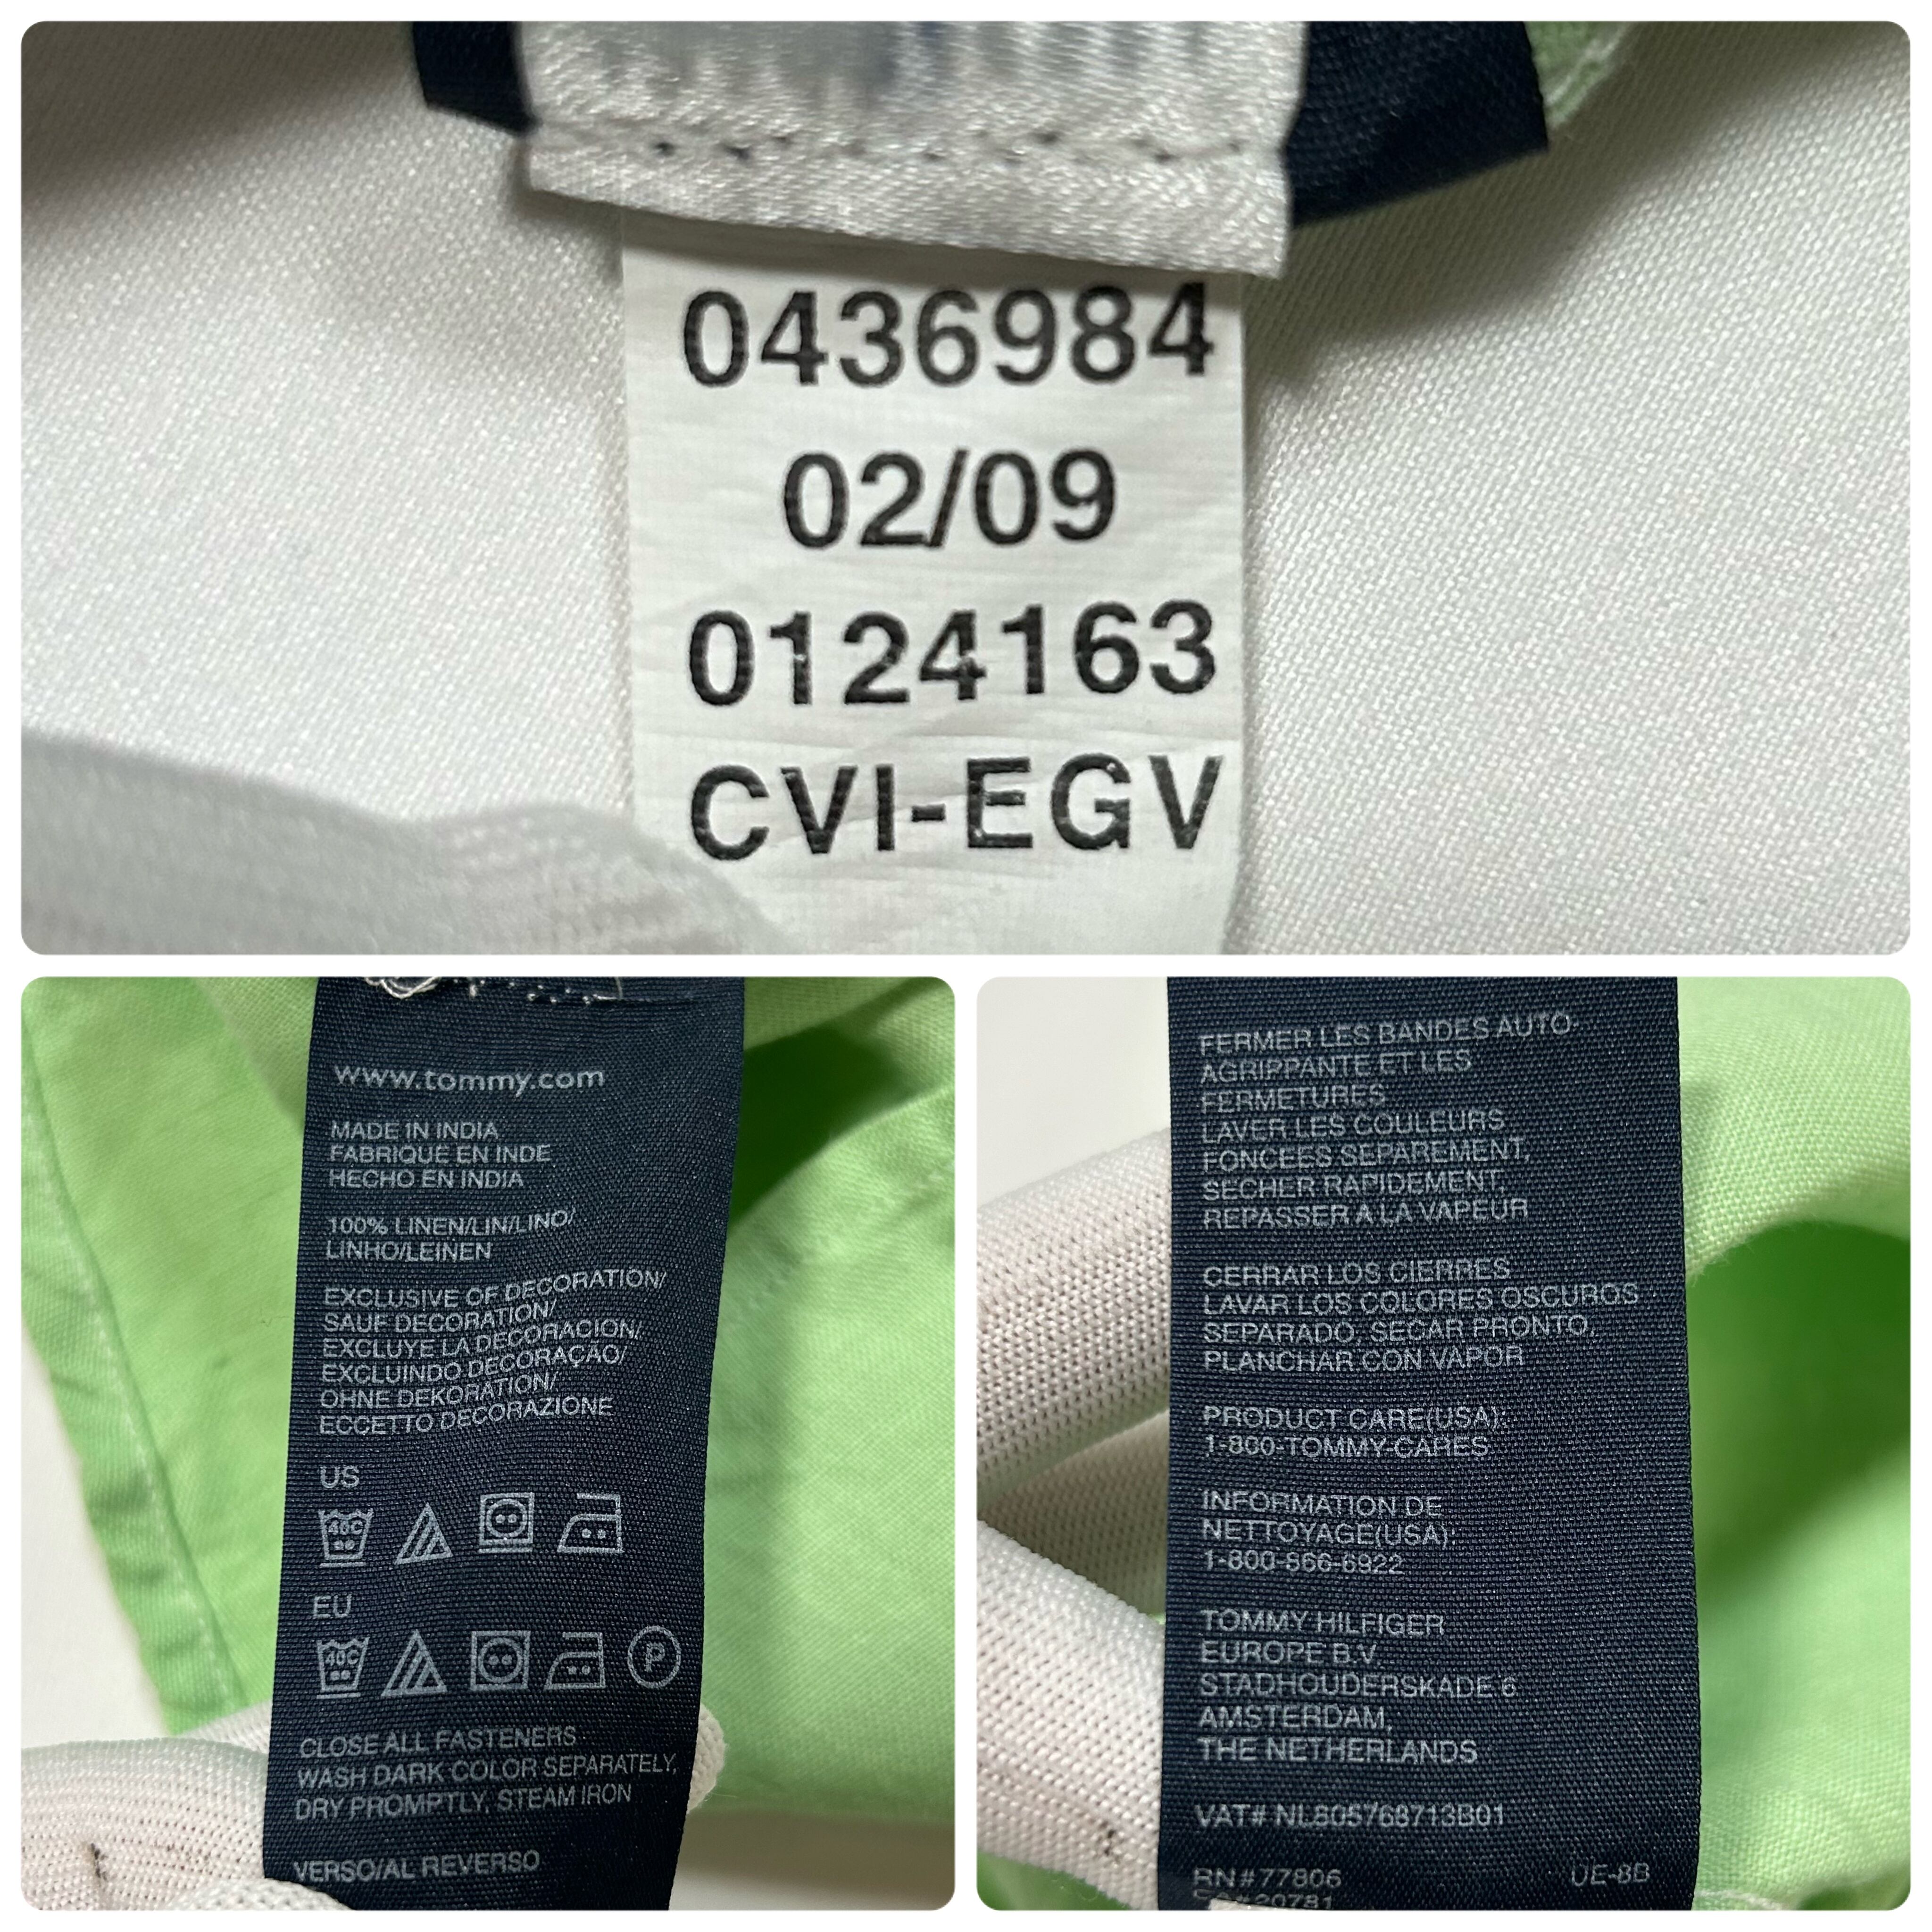 0436984
02/09
0124163
CVI-EGV
www.tommy.com
MADE IN INDIA
FABRIQUE EN INDE
HECHO EN INDIA
100% LINEN/LIN/LINO/
LINHO/LEINEN
EXCLUSIVE OF DECORATION/
SAUF DECORATION/
EXCLUYE LA DECORACION/
EXCLUINDO DECORAÇÃO/
OHNE DEKORATION/
ECCETTO DECORAZIONE
US
40C
EU
40C P
CLOSE ALL FASTENERS
WASH DARK COLOR SEPARATELY,
DRY PROMPTLY, STEAM IRON
VERSO/AL REVERSO
FERMER LES BANDES AUTO-
AGRIPPANTE ET LES
FERMETURES
LAVER LES COULEURS
FONCEES SEPAREMENT,
SECHER RAPIDEMENT,
REPASSER A LA VAPEUR
CERRAR LOS CIERRES
LAVAR LOS COLORES OSCUROS
SEPARADO, SECAR PRONTO,
PLANCHAR CON VAPOR
PRODUCT CARE(USA):
1-800-TOMMY-CARES
INFORMATION DE
NETTOYAGE(USA):
1-800-866-6922
TOMMY HILFIGER
EUROPE B.V
STADHOUDERSKADE 6
AMSTERDAM,
THE NETHERLANDS
VAT# NL805768713B01
RN#77806 UE-8B